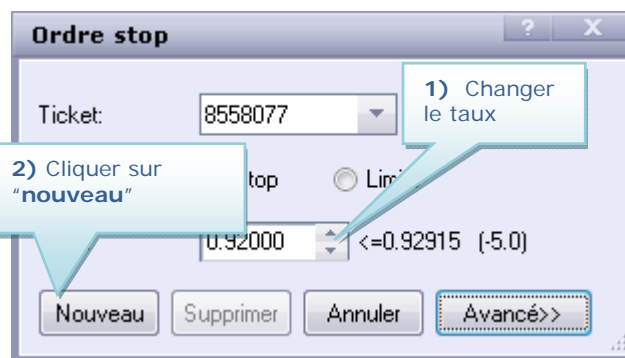 Ordre stop
? X
Ticket: 8558077
1) Changer
le taux
2) Cliquer sur
"nouveau"
top
0.92000 <=0.92915 (-5.0)
Nouveau Supprimer Annuler Avancé>>